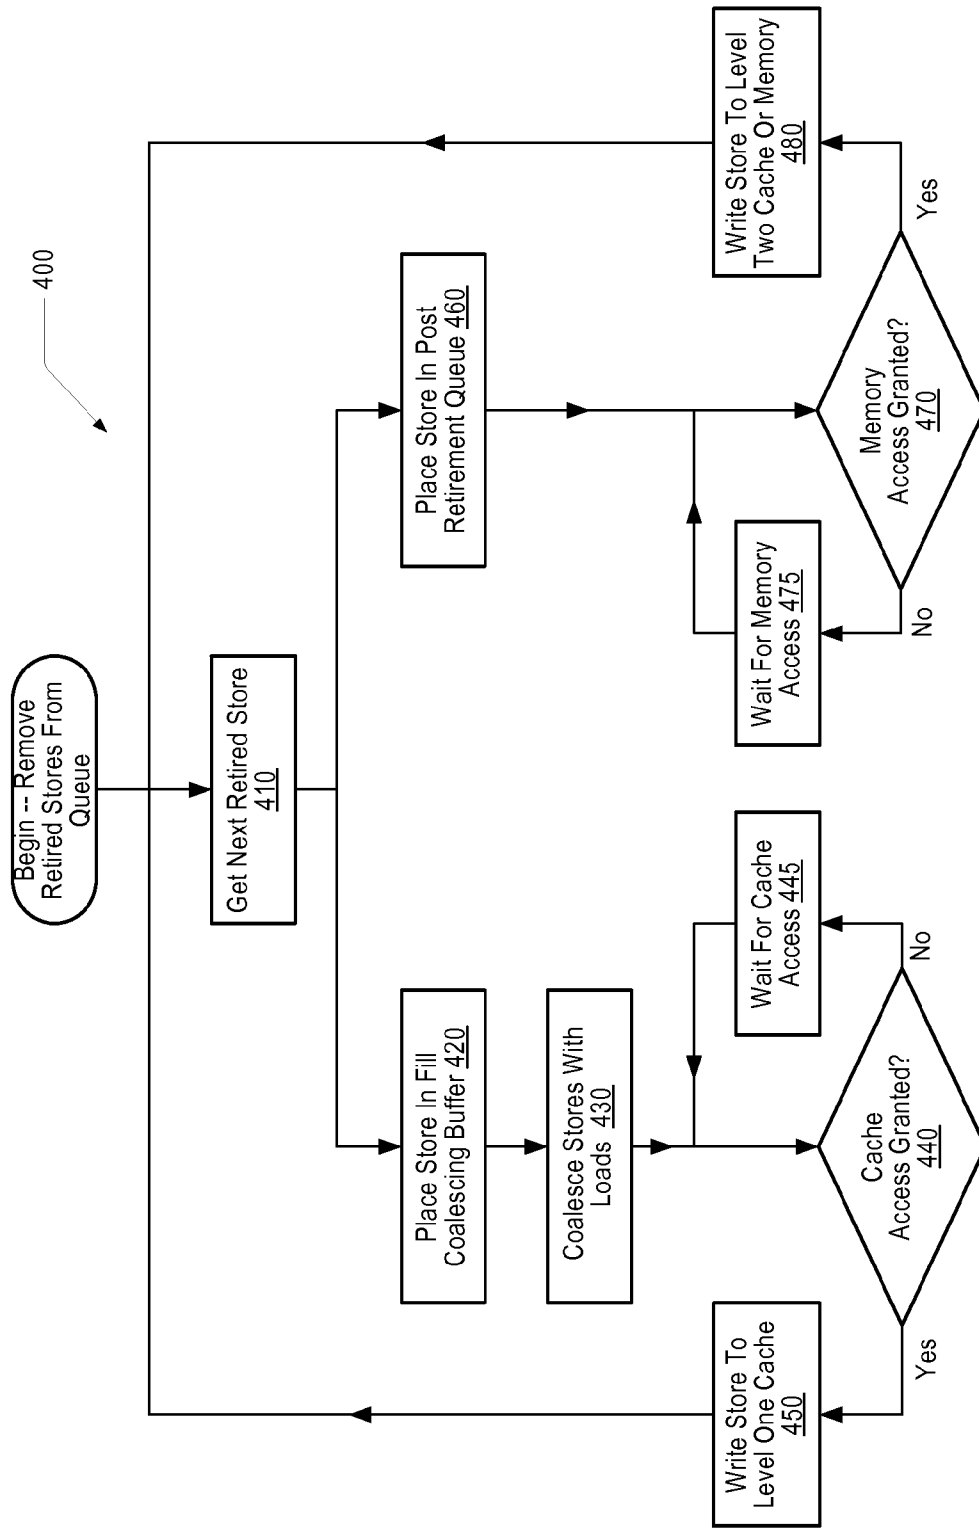 400
Begin -- Remove
Retired Stores From
Queue
Get Next Retired Store
410
Place Store In Fill
Coalescing Buffer 420
Place Store In Post
Retirement Queue 460
Coalesce Stores With
Loads 430
Write Store To
Level One Cache
450
Wait For Cache
Access 445
Wait For Memory
Access 475
Write Store To Level
Two Cache Or Memory
480
Yes
Cache
Access Granted?
440
No
No
Memory
Access Granted?
470
Yes